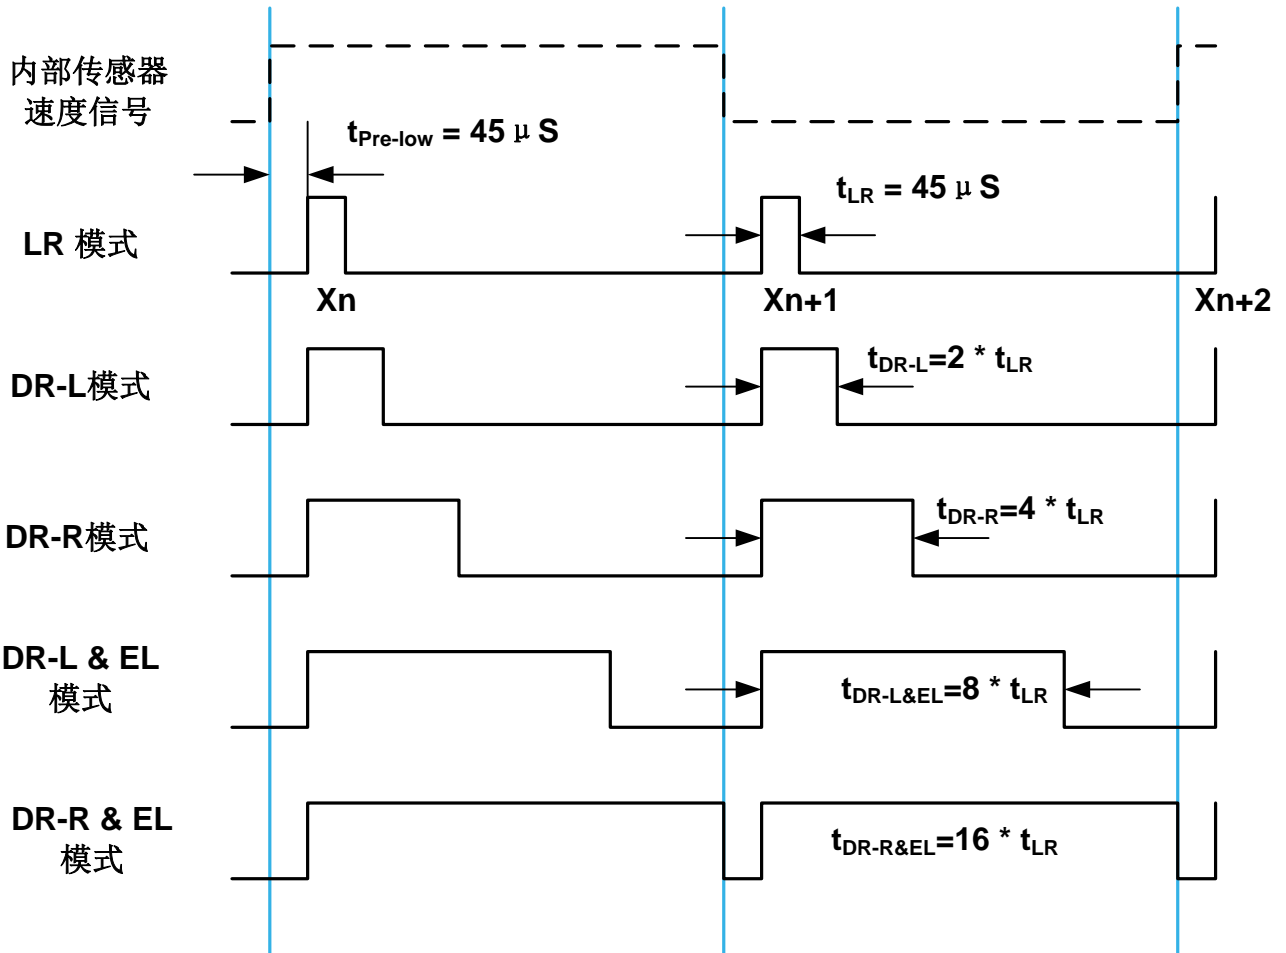 内部传感器
速度信号
tPre-low = 45 μ S
tLR = 45 μ S
LR 模式
Xn
Xn+1
Xn+2
DR-L模式
tDR-L=2 * tLR
DR-R模式
tDR-R=4 * tLR
DR-L & EL
模式
tDR-L&EL=8 * tLR
DR-R & EL
模式
tDR-R&EL=16 * tLR